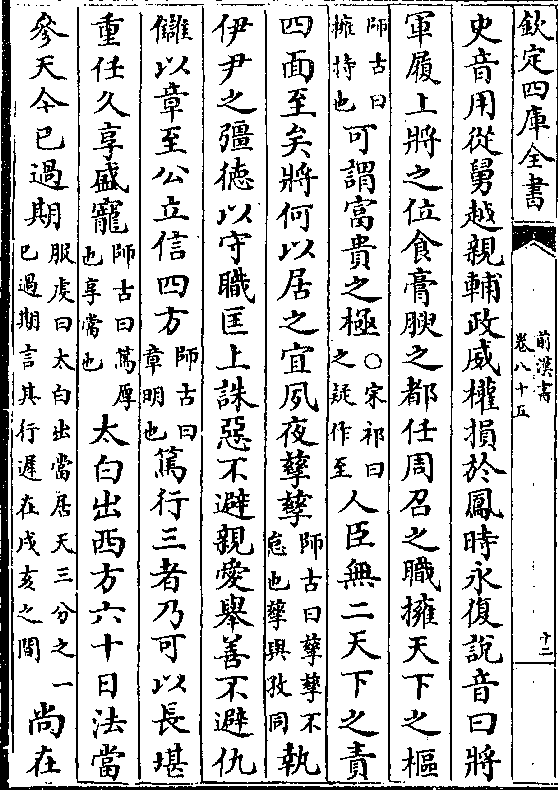 欽定四庫全書
前漢書
卷八十五
十二
史音用從舅越親輔政威權損於鳳時永復說音曰將
軍履上將之位食膏腴之都任周召之職擁天下之樞
師古曰
擁持也
可謂富貴之極
○宋祁曰
之疑作至
人臣無二天下之責
四面至矣將何以居之宜夙夜孳孳
師古曰孳孳不
怠也孳與孜同
執
伊尹之彊德以守職匡上誅惡不避親愛舉善不避仇
讎以章至公立信四方
師古曰
章明也
篤行三者乃可以長堪
重任久享盛寵
師古曰篤厚
也享當也
太白出西方六十日法當
參天今已過期
服虔曰太白出當居天三分之一
已過期言其行遲在戌亥之間
尚在